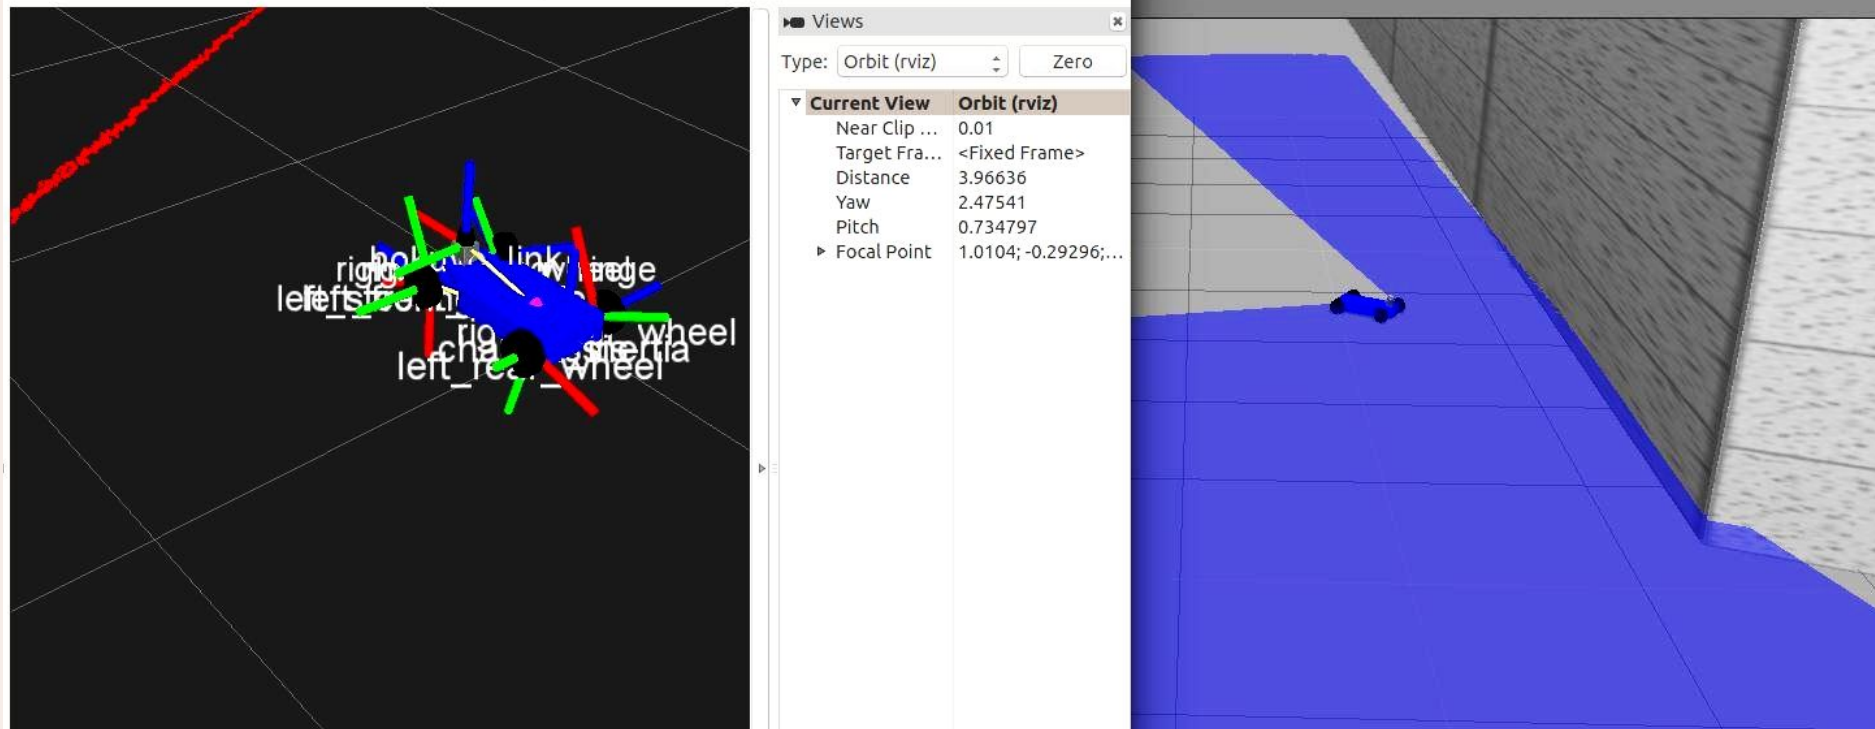 Views
Type: Orbit (rviz) Zero
Current View Orbit (rviz)
Near Clip ... 0.01
Target Fra... <Fixed Frame>
Distance 3.96636
Yaw 2.47541
Pitch 0.734797
Focal Point 1.0104; -0.29296;...
link
wheel
left_rear_wheel